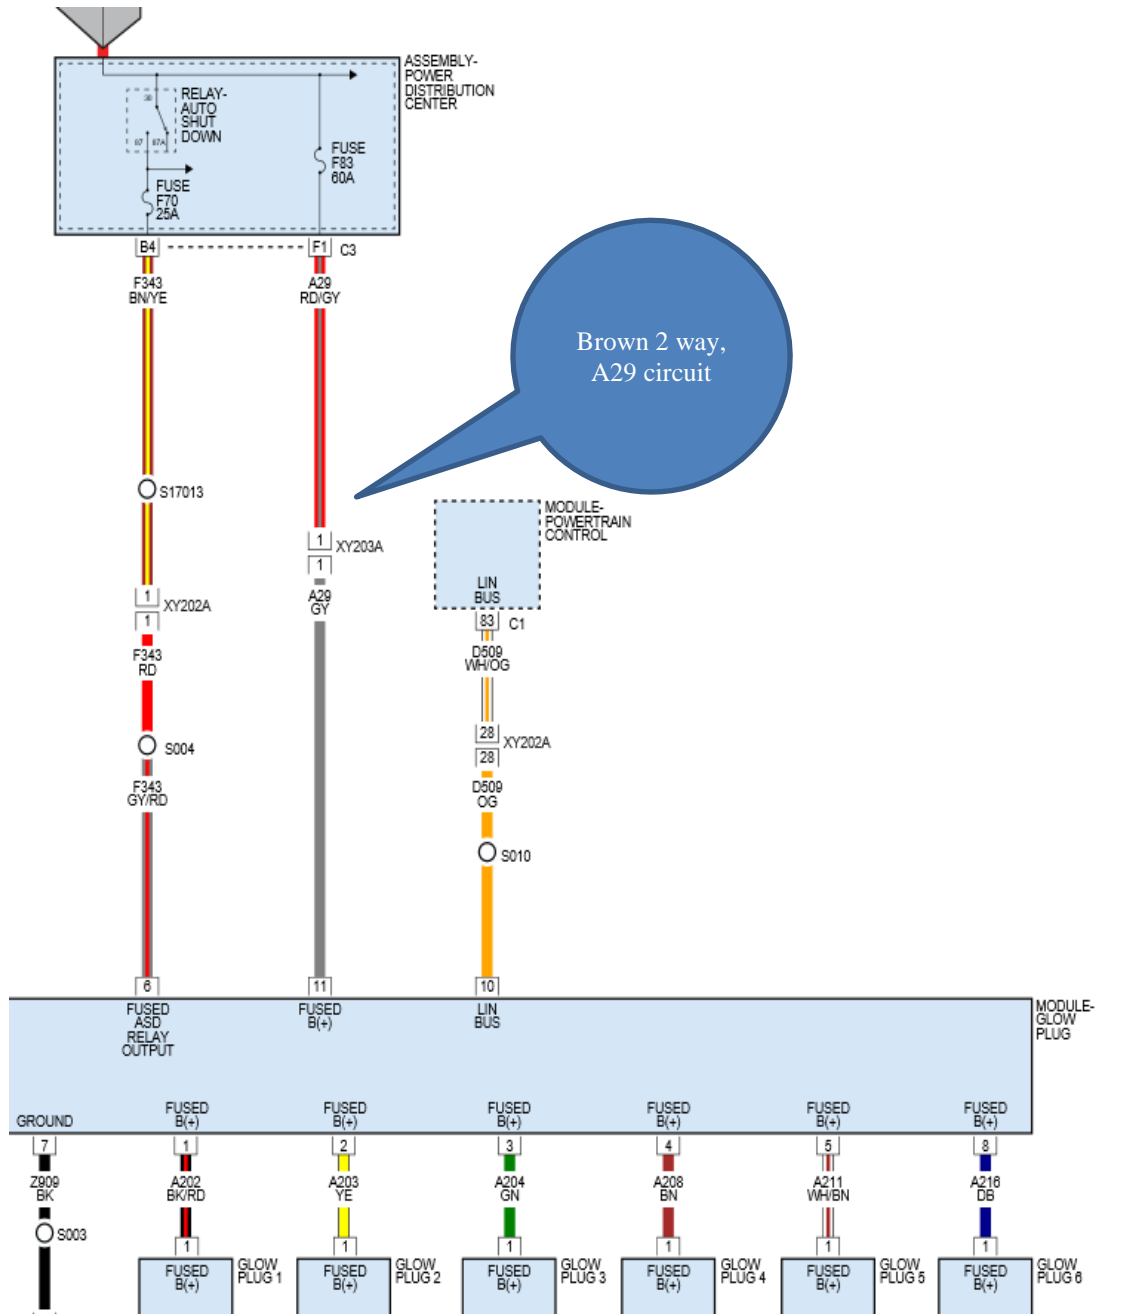 ASSEMBLY-
POWER
DISTRIBUTION
CENTER
30
RELAY-
AUTO
SHUT
DOWN
87 87A
FUSE
F83
60A
FUSE
F70
25A
B4
F1
C3
F343
BN/YE
A29
RD/GY
Brown 2 way,
A29 circuit
S17013
MODULE-
POWERTRAIN
CONTROL
1
XY203A
1
LIN
BUS
A29
GY
1
XY202A
1
83
C1
F343
RD
D509
WH/OG
S004
28
XY202A
28
F343
GY/RD
D509
OG
S010
6
11
10
FUSED
ASD
RELAY
OUTPUT
FUSED
B(+)
LIN
BUS
MODULE-
GLOW
PLUG
GROUND
FUSED
B(+)
FUSED
B(+)
FUSED
B(+)
FUSED
B(+)
FUSED
B(+)
FUSED
B(+)
7
1
2
3
4
5
8
Z909
BK
A202
BK/RD
A203
YE
A204
GN
A208
BN
A211
WH/BN
A216
DB
S003
1
1
1
1
1
1
FUSED
B(+)
GLOW
PLUG 1
FUSED
B(+)
GLOW
PLUG 2
FUSED
B(+)
GLOW
PLUG 3
FUSED
B(+)
GLOW
PLUG 4
FUSED
B(+)
GLOW
PLUG 5
FUSED
B(+)
GLOW
PLUG 6